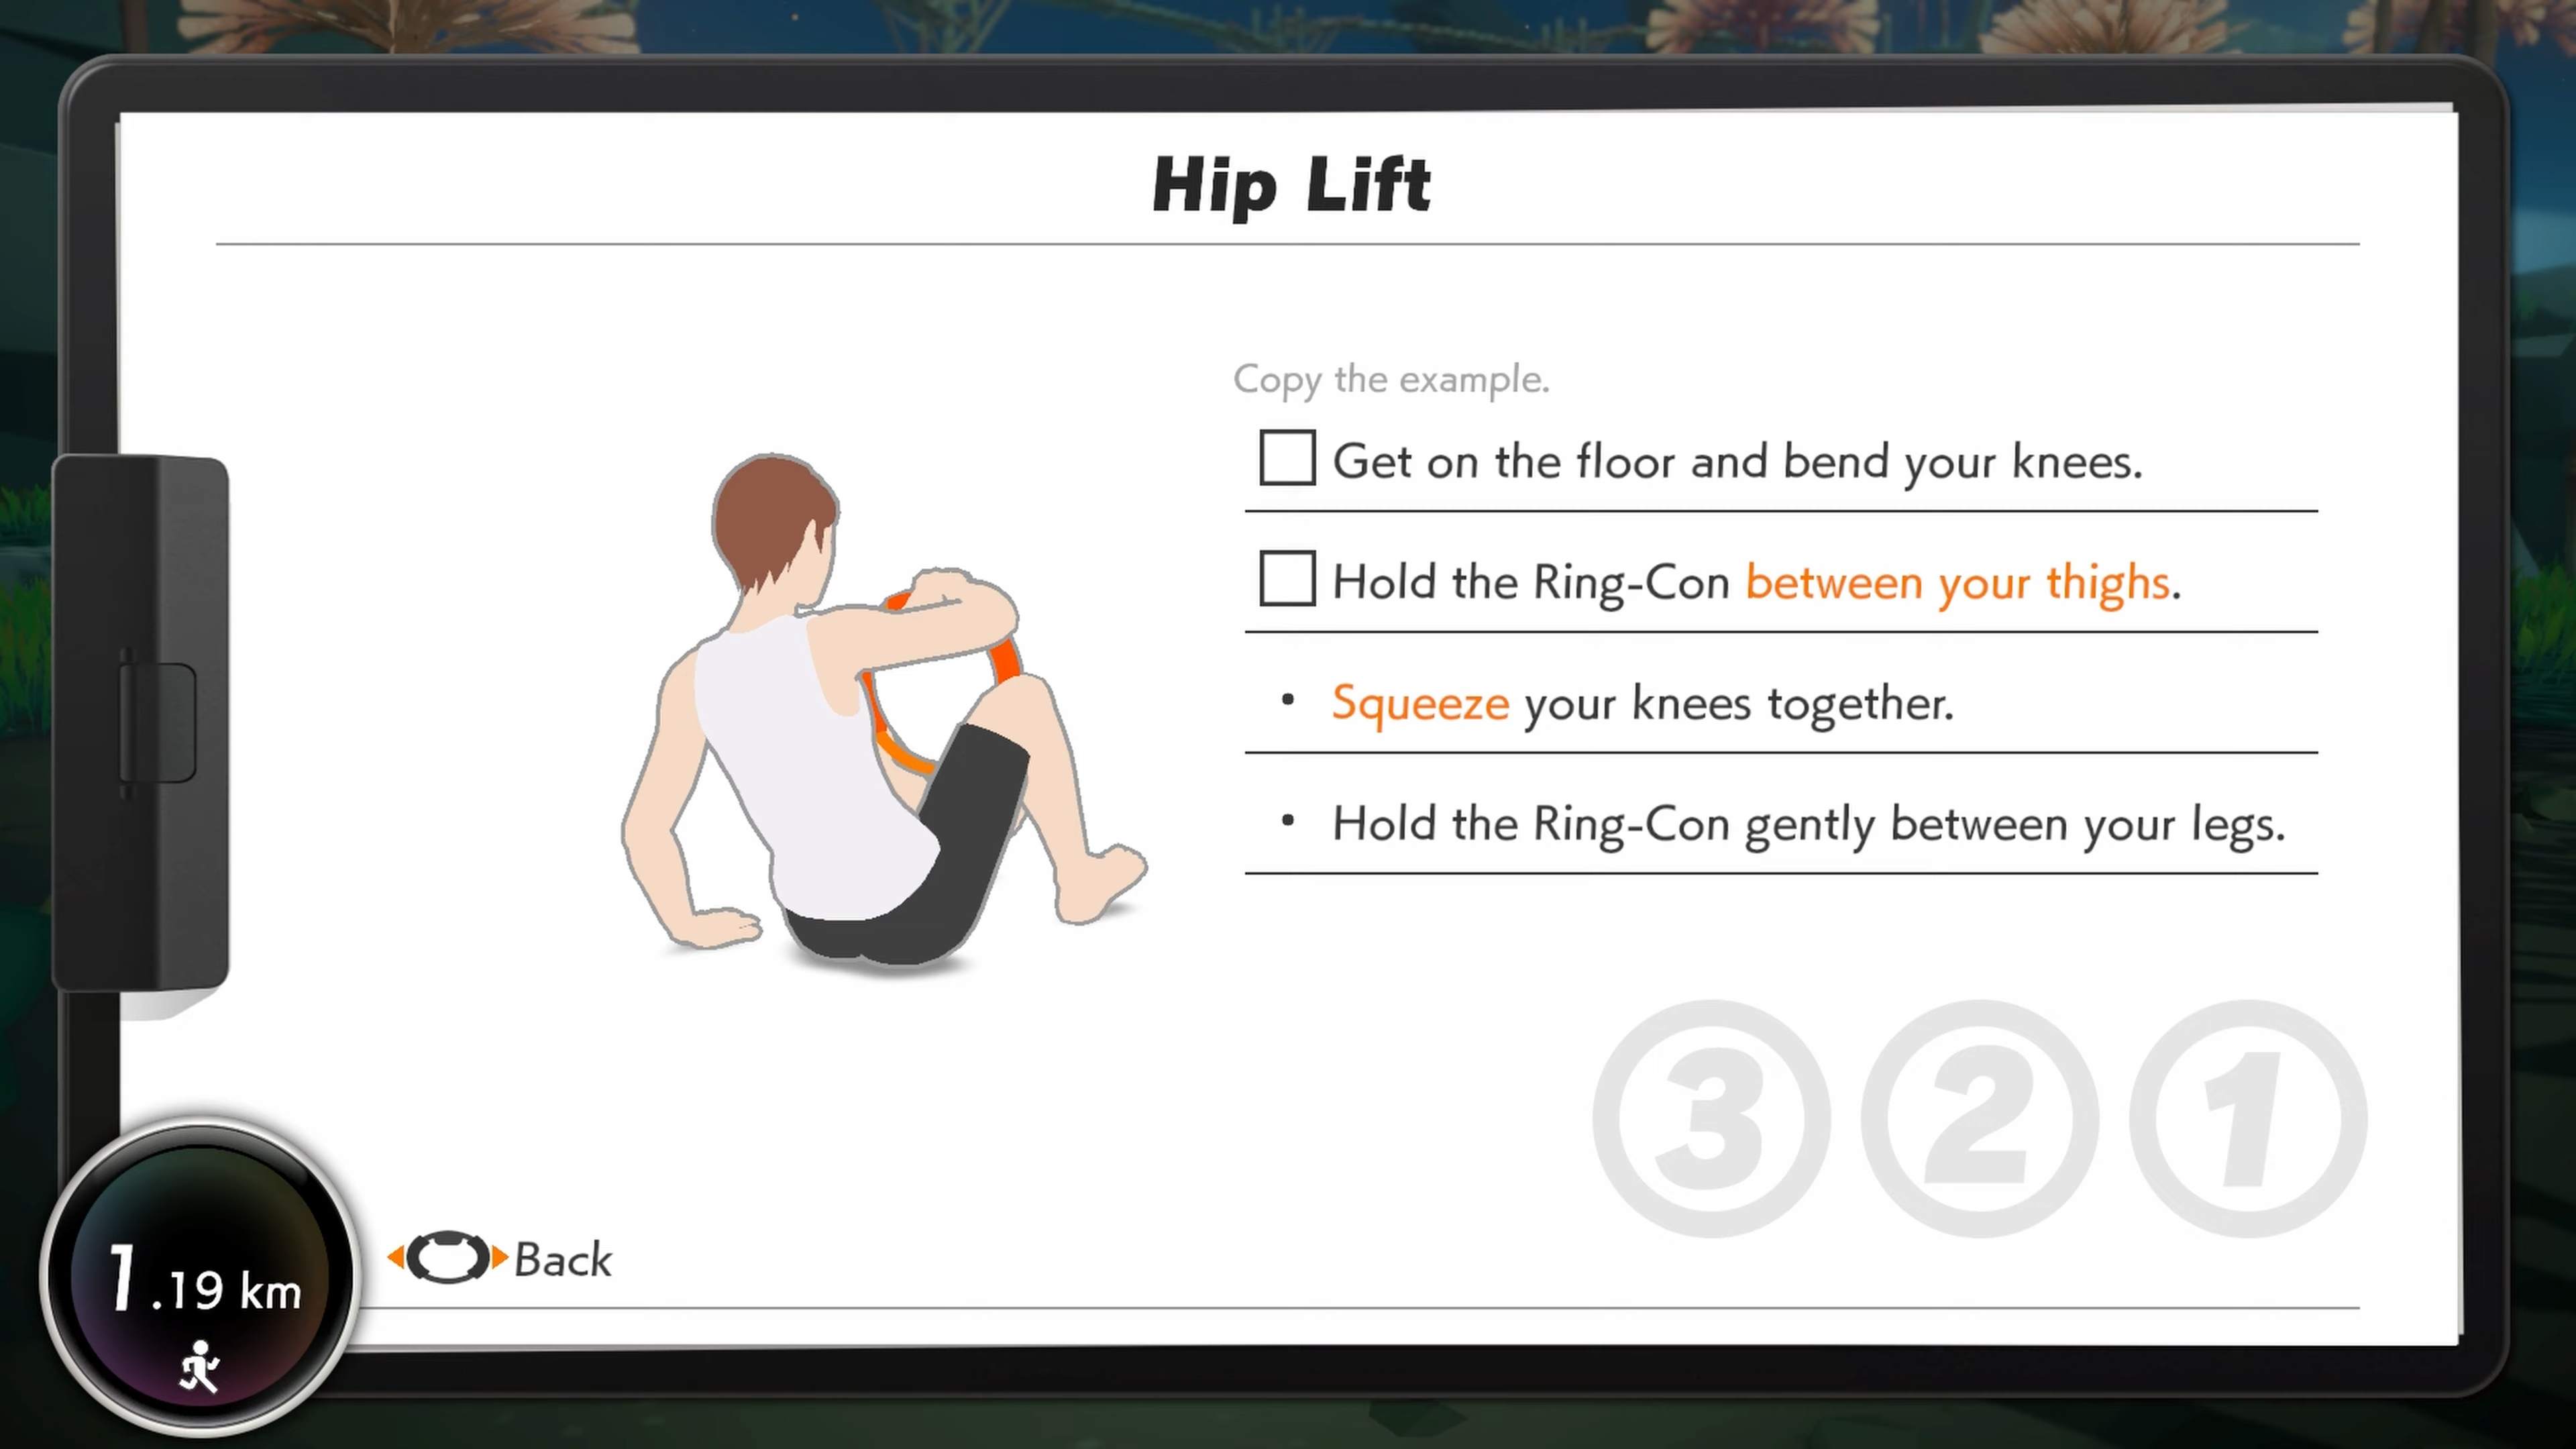 Hip Lift
Copy the example.
Get on the floor and bend your knees.
Hold the Ring-Con between your thighs.
• Squeeze your knees together.
• Hold the Ring-Con gently between your legs.
3 2 1
Back
1.19 km